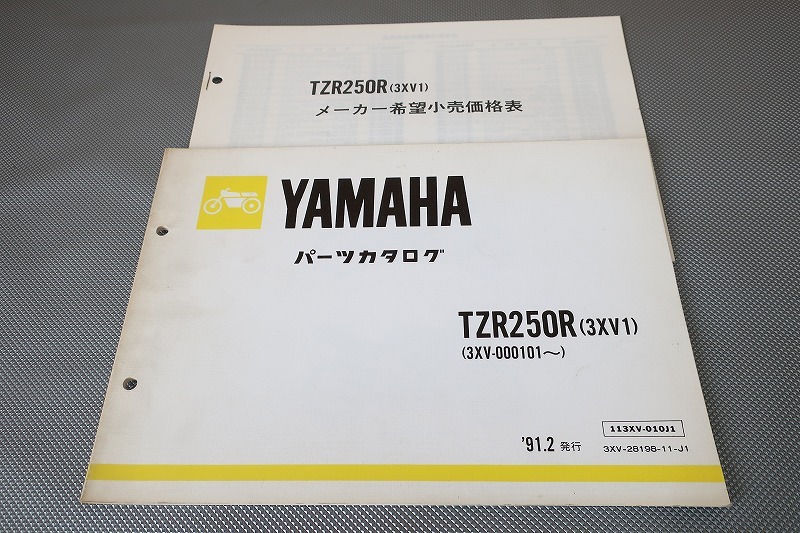 TZR250R(3XV1)
メーカー希望小売価格表
YAMAHA
パーツカタログ
TZR250R(3XV1)
(3XV-000101〜)
113XV-010J1
'91.2 発行
3XV-28198-11-J1